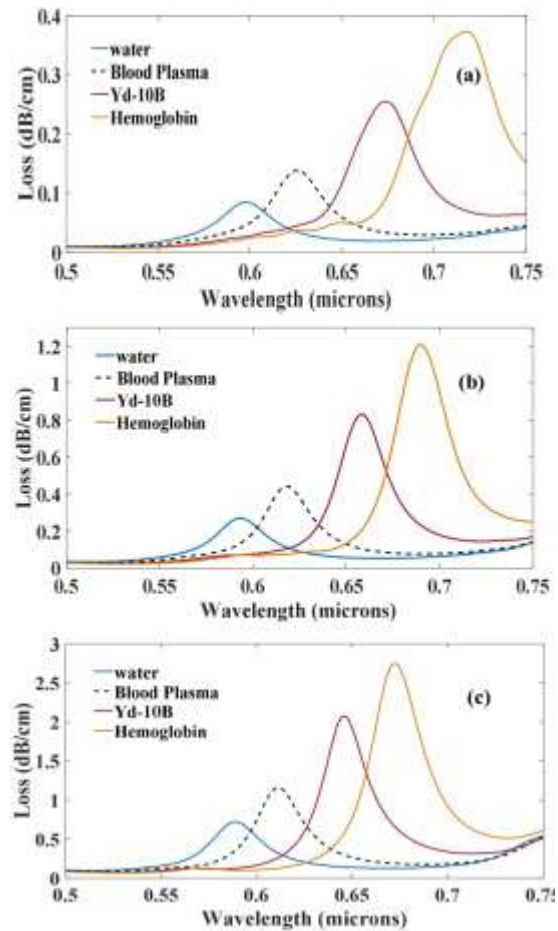 0.4
0.3
0.2
0.1
0
Loss (dB/cm)
water
Blood Plasma
Yd-10B
Hemoglobin
(a)
0.5 0.55 0.6 0.65 0.7 0.75
Wavelength (microns)
1.2
1
0.8
0.6
0.4
0.2
0
Loss (dB/cm)
water
Blood Plasma
Yd-10B
Hemoglobin
(b)
0.5 0.55 0.6 0.65 0.7 0.75
Wavelength (microns)
3
2.5
2
1.5
1
0.5
0
Loss (dB/cm)
water
Blood Plasma
Yd-10B
Hemoglobin
(c)
0.5 0.55 0.6 0.65 0.7 0.75
Wavelength (microns)